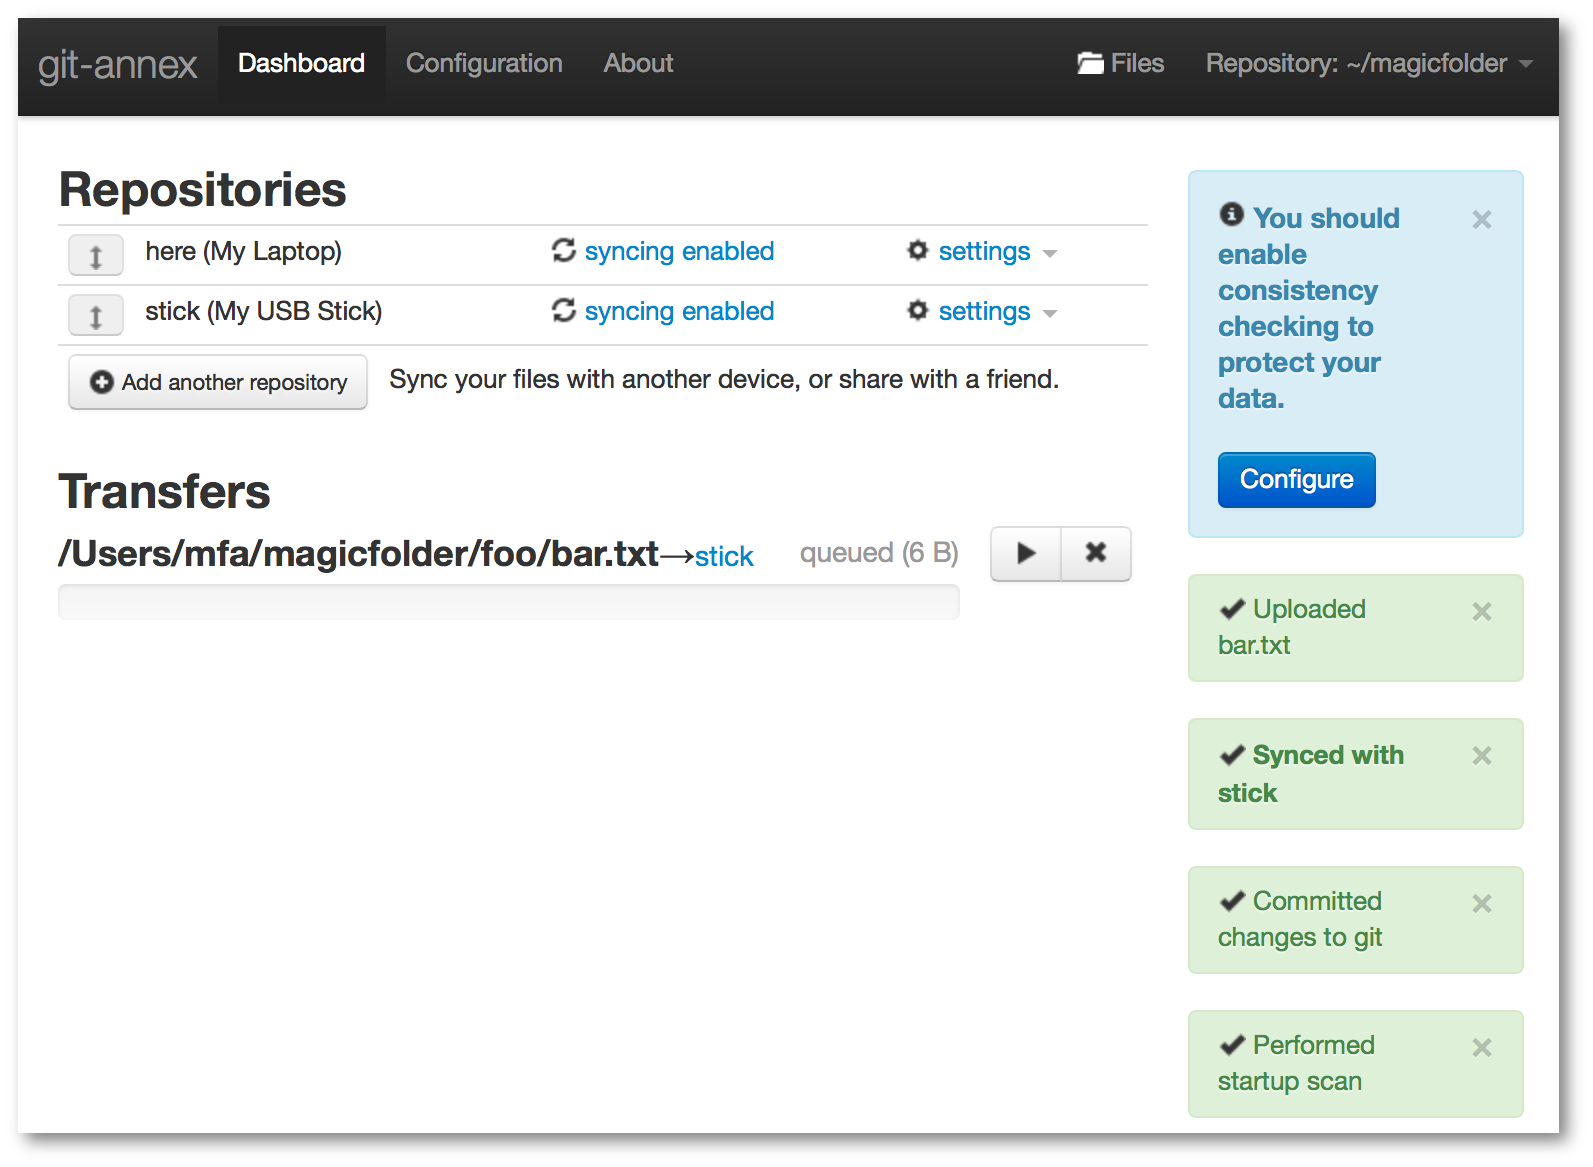 git-annex Dashboard Configuration About Files Repository: ~/magicfolder
Repositories
here (My Laptop) syncing enabled settings
stick (My USB Stick) syncing enabled settings
Add another repository Sync your files with another device, or share with a friend.
Transfers
/Users/mfa/magicfolder/foo/bar.txt→stick queued (6 B)
You should
enable
consistency
checking to
protect your
data.
Configure
Uploaded
bar.txt
Synced with
stick
Committed
changes to git
Performed
startup scan